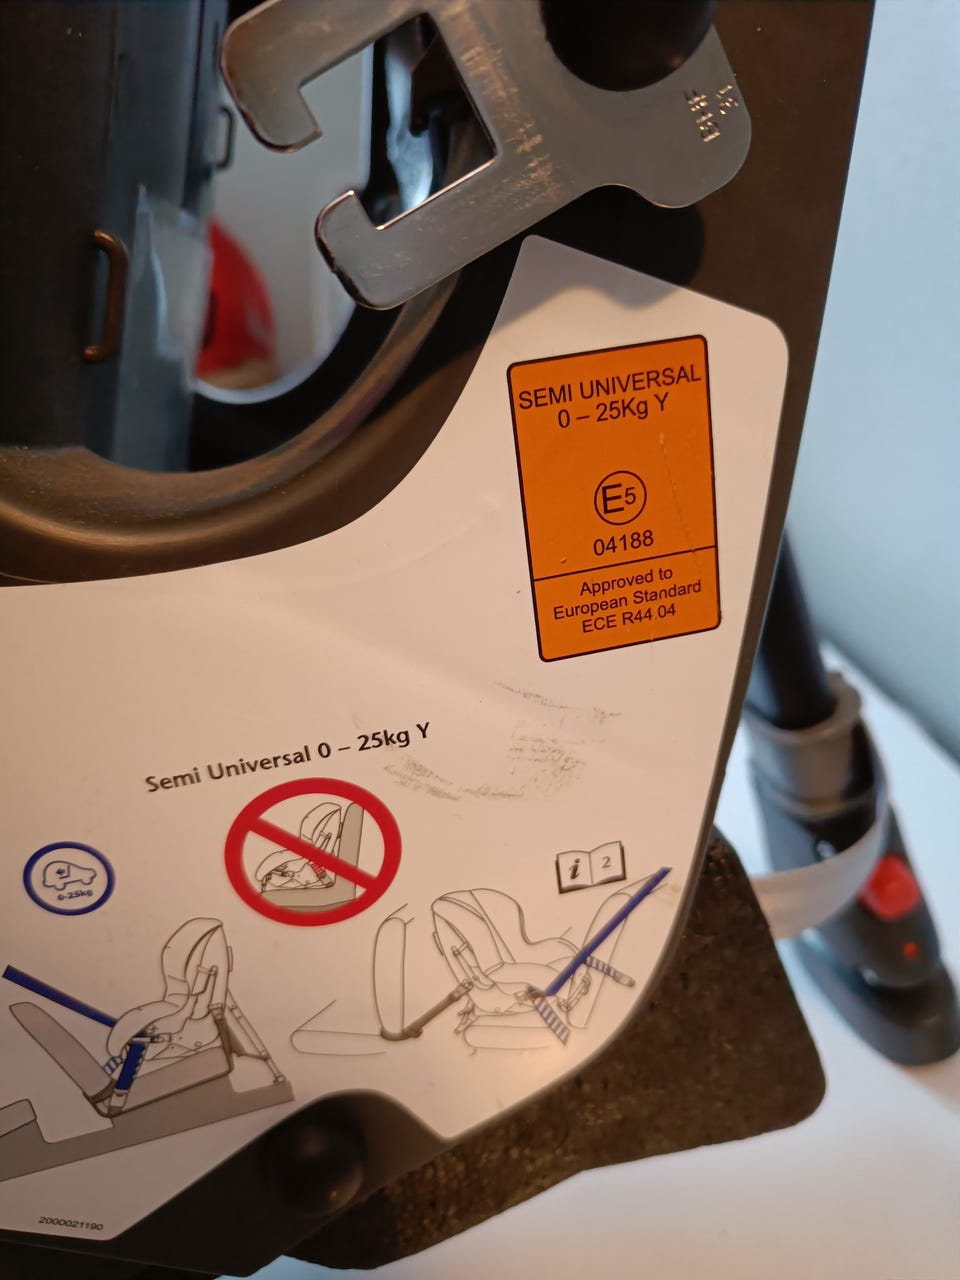 SEMI UNIVERSAL
0 – 25Kg Y
E5
04188
Approved to
European Standard
ECE R44.04
Semi Universal 0 – 25kg Y
0-25kg
i 2
2000021190